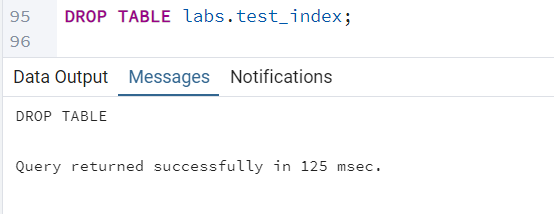 95 DROP TABLE labs.test_index;
96
Data Output Messages Notifications
DROP TABLE
Query returned successfully in 125 msec.